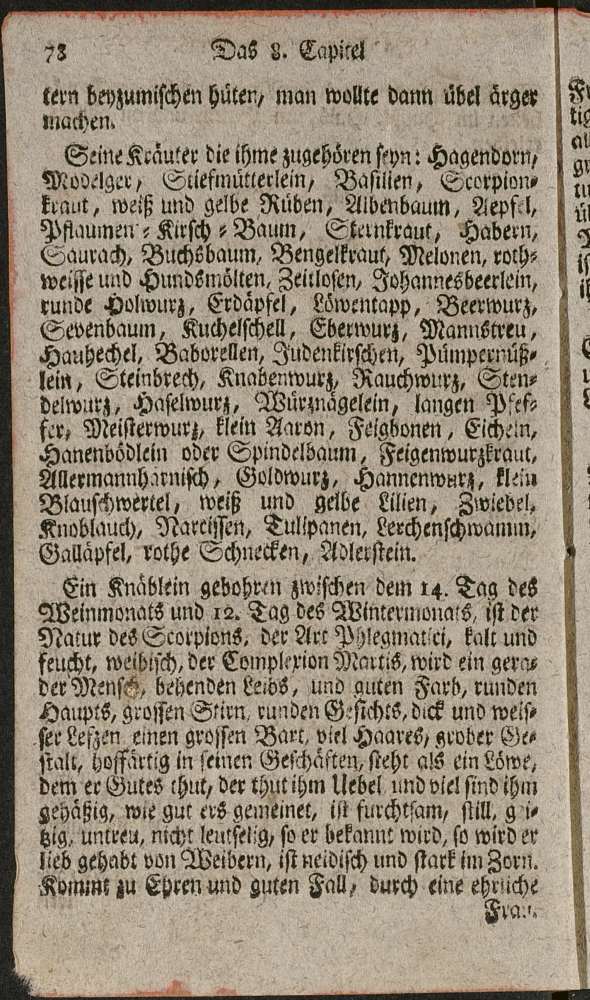 78 Das 8. Capitel
tern beyzumischen hüten, man wollte dann übel ärger
machen.
Seine Kräuter die ihme zugehören seyn: Hagendorn,
Modelger, Stiefmütterlein, Basilien, Scorpion⸗
kraut, weiß und gelbe Rüben, Albenbaum, Aepfel,
Pflaumen ⸗ Kirsch ⸗ Baum, Sternkraut, Habern,
Saurach, Buchsbaum, Bengelkraut, Melonen, roth⸗
weisse und Hundsmölten, Zeitlosen, Johannesbeerlein,
runde Holwurz, Erdäpfel, Löwentapp, Beerwurz,
Sevenbaum, Kuchelschell, Eberwurz, Mannstreu,
Hauhechel, Baborellen, Judenkirschen, Pümpernüß⸗
lein, Steinbrech, Knabenwurz, Rauchwurz, Sten⸗
delwurz, Haselwurz, Würznägelein, langen Pfef⸗
fer, Meisterwurz, klein Aaron, Feigbonen, Eicheln,
Hanenbödlein oder Spindelbaum, Feigenwurzkraut,
Allermannharnisch, Goldwurz, Hannenwurz, klein
Blauschwertel, weiß und gelbe Lilien, Zwiebel,
Knoblauch, Narcissen, Tulipanen, Lerchenschwamm,
Galläpfel, rothe Schnecken, Adlerstein.
Ein Knäblein gebohren zwischen dem 14. Tag des
Weinmonats und 12. Tag des Wintermonats, ist der
Natur des Scorpions, der Art Phlegmatici, kalt und
feucht, weibisch, der Complexion Martis, wird ein gera⸗
der Mensch, behenden Leibs, und guten Farb, runden
Haupts, grossen Stirn, runden Gesichts, dick und weis⸗
ser Lefzen einen grossen Bart, viel Haares, grober Ge⸗
stalt, hoffärtig in seinen Geschäften, sieht als ein Löwe,
dem er Gutes thut, der thut ihm Uebel und viel sind ihm
gehäßig, wie gut ers gemeinet, ist furchtsam, still, gei⸗
tzig, untreu, nicht leutselig, so er bekannt wird, so wird er
lieb gehabt von Weibern, ist neidisch und stark im Zorn.
Kommt zu Ehren und guten Fall, durch eine ehrliche
Frau.